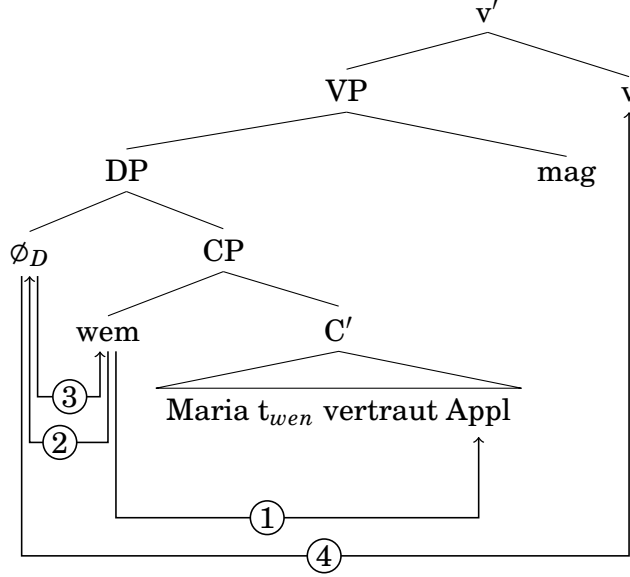 v′
VP
v
DP
mag
∅D
CP
wem
C′
③
Maria twen vertraut Appl
②
①
④